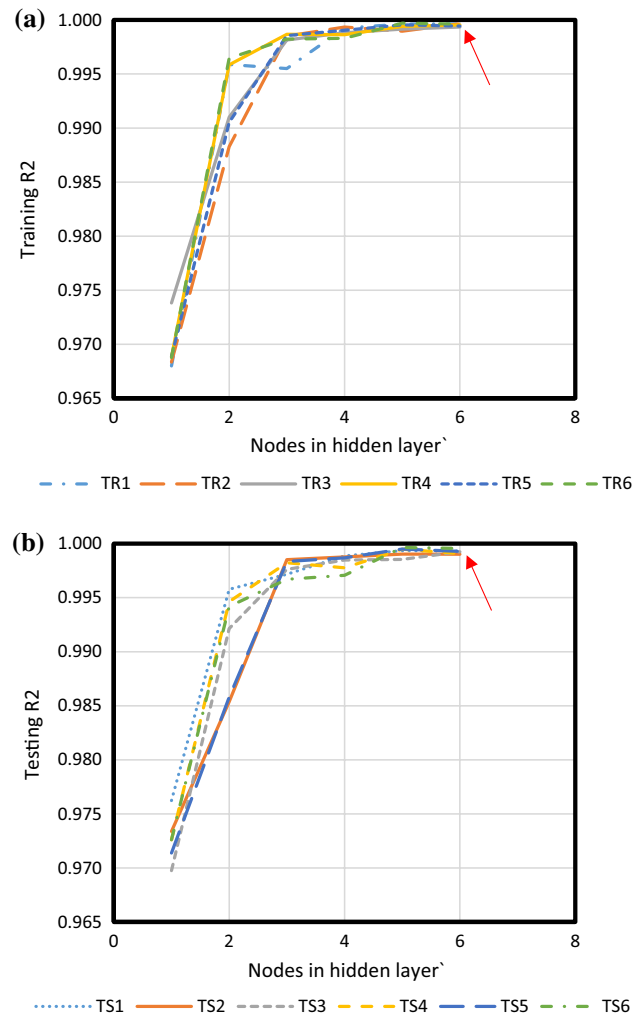 (a)
1.000
0.995
0.990
0.985
0.980
0.975
0.970
0.965
Training R2
0 2 4 6 8
Nodes in hidden layer`
TR1 TR2 TR3 TR4 TR5 TR6
(b)
1.000
0.995
0.990
0.985
0.980
0.975
0.970
0.965
Testing R2
0 2 4 6 8
Nodes in hidden layer`
TS1 TS2 TS3 TS4 TS5 TS6